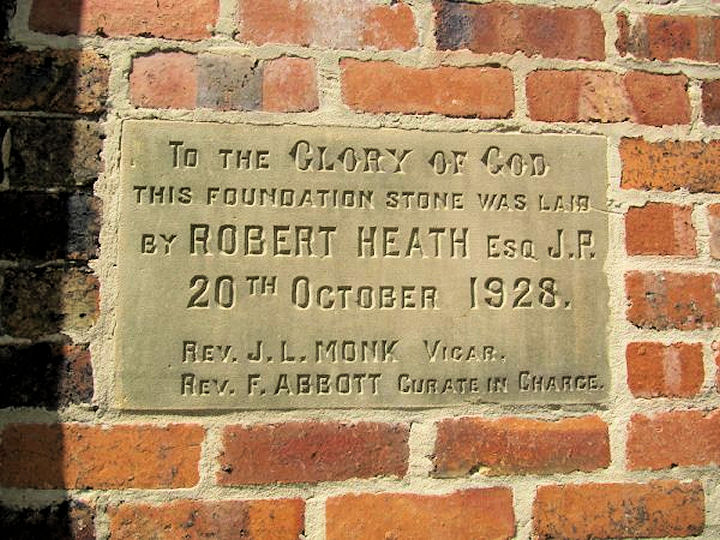 To the Glory of God
this foundation stone was laid
by ROBERT HEATH Esq J.P.
20th October 1928.
Rev. J. L. MONK Vicar.
Rev. F. ABBOTT Curate in Charge.